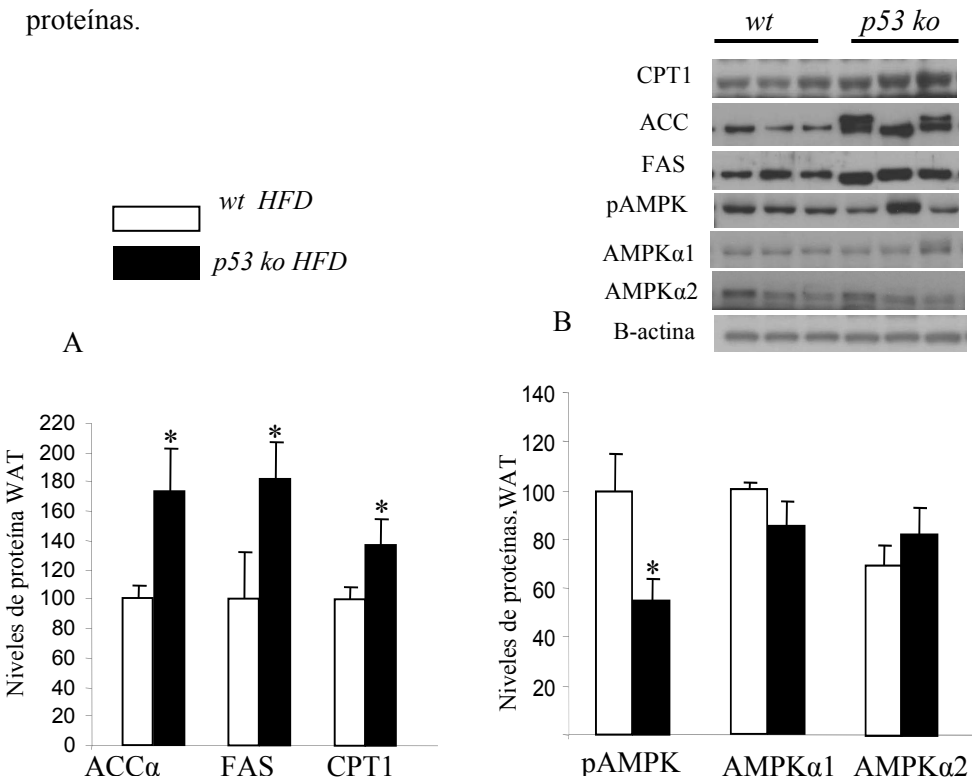 proteínas.
wt p53 ko
CPT1
ACC
FAS
pAMPK
AMPKα1
AMPKα2
B-actina
wt HFD
p53 ko HFD
A
B
Niveles de proteína WAT
220
200
180
160
140
120
100
80
60
40
20
0
* * *
ACCα FAS CPT1
Niveles de proteínas.WAT
140
120
100
80
60
40
20
*
pAMPK AMPKα1 AMPKα2